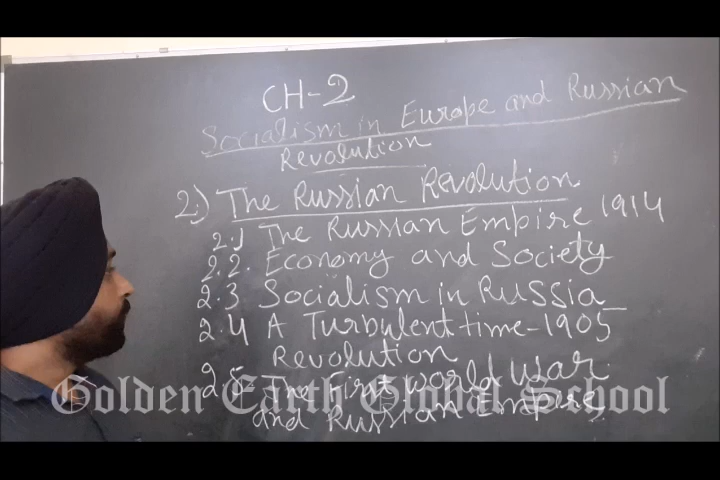 CH-2
Socialism in Europe and Russian
Revolution
2.) The Russian Revolution
2.1 The Russian Empire 1914
2.2. Economy and Society
2.3 Socialism in Russia
2.4 A Turbulent time-1905
Revolution
2.5 The First world war
and Russian Empire
Golden Earth Global School